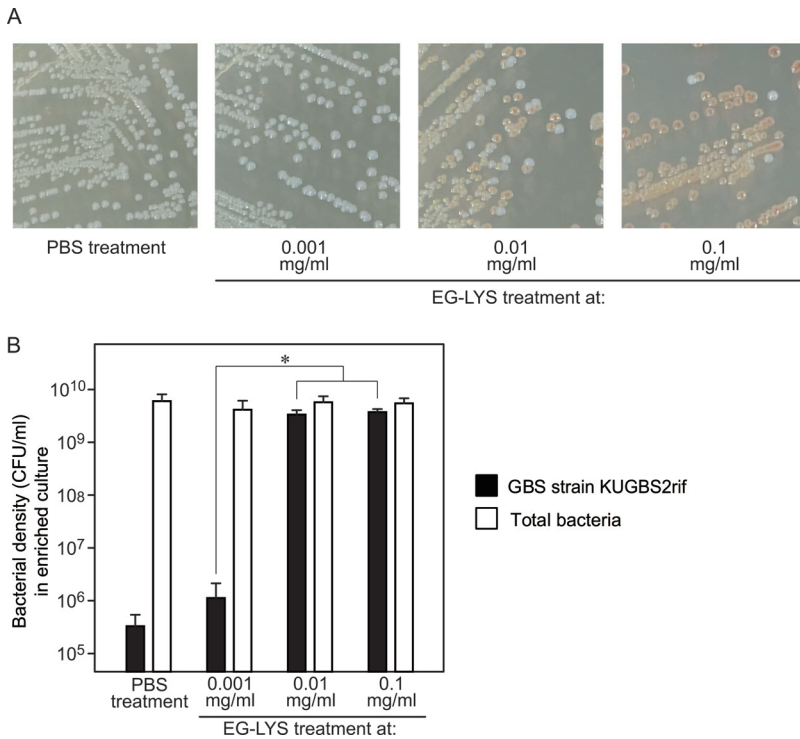 A
PBS treatment
0.001
mg/ml
0.01
mg/ml
0.1
mg/ml
EG-LYS treatment at:
B
Bacterial density (CFU/ml)
in enriched culture
10¹⁰
10⁹
10⁸
10⁷
10⁶
10⁵
*
PBS
treatment
0.001
mg/ml
0.01
mg/ml
0.1
mg/ml
EG-LYS treatment at:
GBS strain KUGBS2rif
Total bacteria